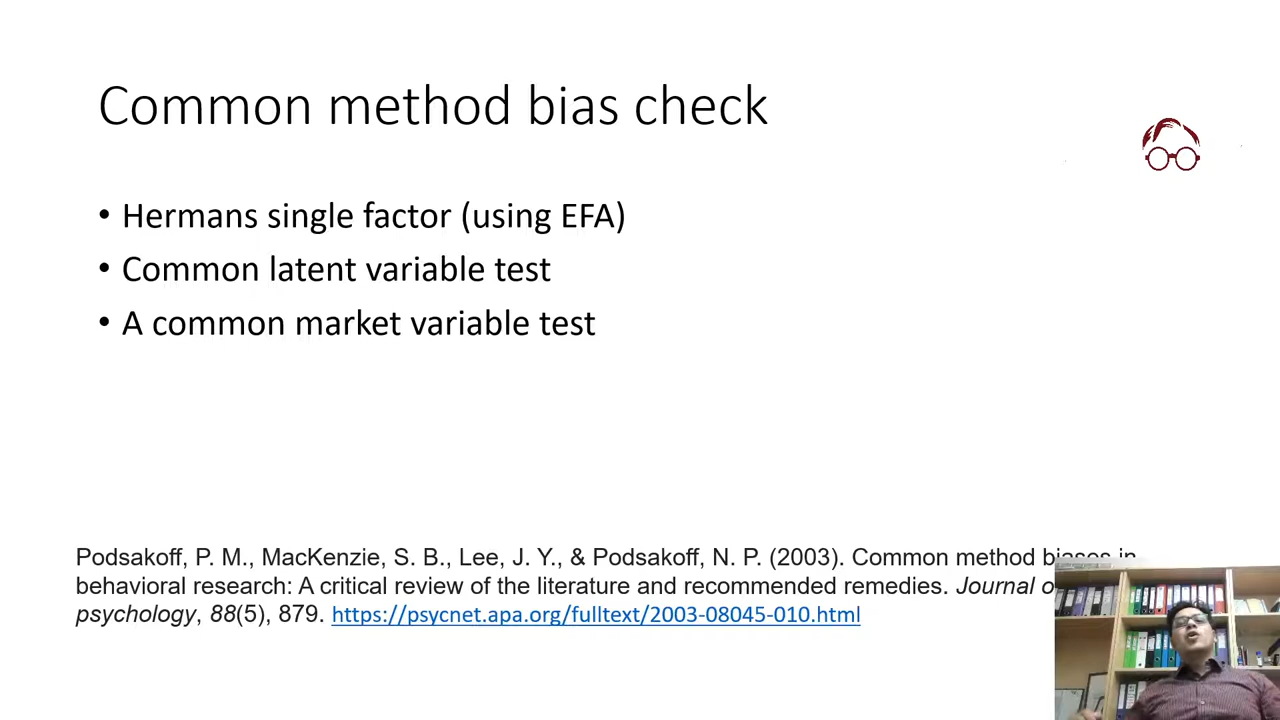 Common method bias check
• Hermans single factor (using EFA)
• Common latent variable test
• A common market variable test
Podsakoff, P. M., MacKenzie, S. B., Lee, J. Y., & Podsakoff, N. P. (2003). Common method biases in
behavioral research: A critical review of the literature and recommended remedies. Journal
psychology, 88(5), 879. https://psycnet.apa.org/fulltext/2003-08045-010.html